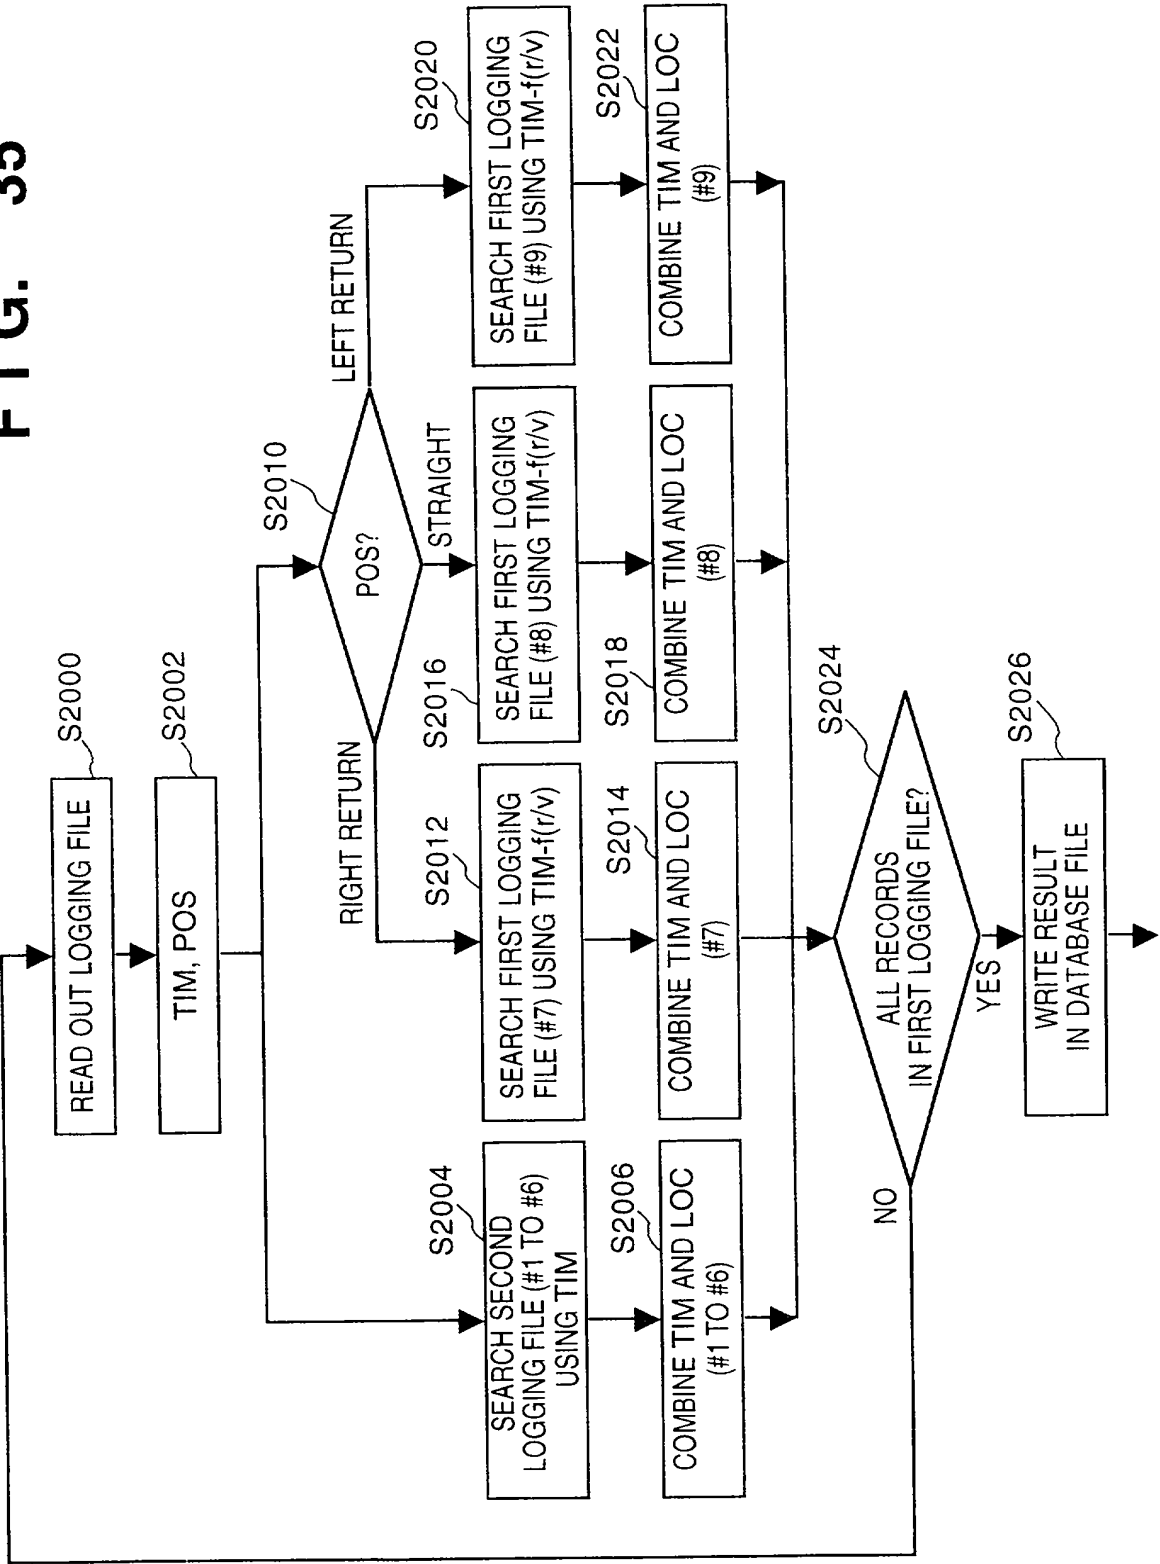 FIG. 35
READ OUT LOGGING FILE
S2000
TIM, POS
S2002
POS?
S2010
RIGHT RETURN
STRAIGHT
LEFT RETURN
SEARCH SECOND
LOGGING FILE (#1 TO #6)
USING TIM
S2004
SEARCH FIRST LOGGING
FILE (#7) USING TIM-f(r/v)
S2012
SEARCH FIRST LOGGING
FILE (#8) USING TIM-f(r/v)
S2016
SEARCH FIRST LOGGING
FILE (#9) USING TIM-f(r/v)
S2020
COMBINE TIM AND LOC
(#1 TO #6)
S2006
COMBINE TIM AND LOC
(#7)
S2014
COMBINE TIM AND LOC
(#8)
S2018
COMBINE TIM AND LOC
(#9)
S2022
ALL RECORDS
IN FIRST LOGGING FILE?
S2024
NO
YES
WRITE RESULT
IN DATABASE FILE
S2026